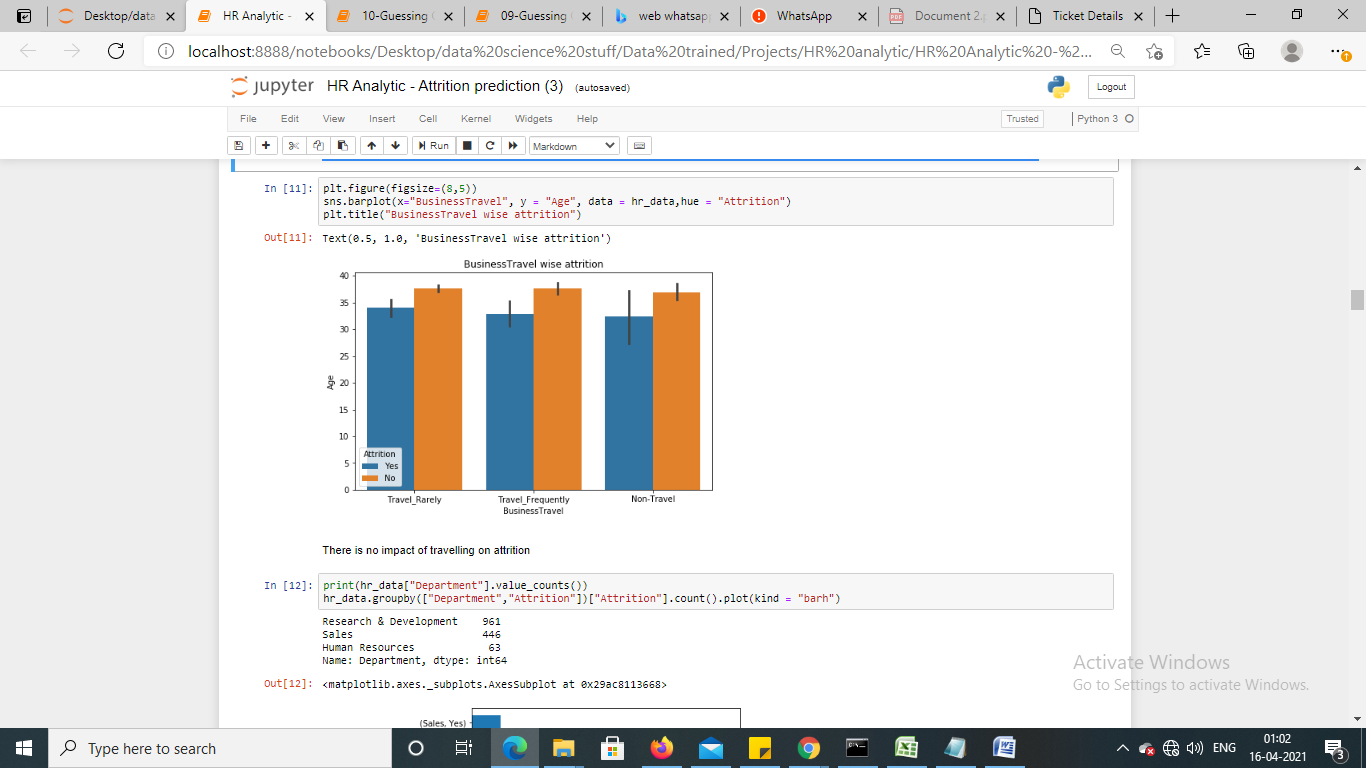 Desktop/data
HR Analytic -
10-Guessing
09-Guessing
web whatsap
WhatsApp
Document 2.
Ticket Details
localhost:8888/notebooks/Desktop/data%20science%20stuff/Data%20trained/Projects/HR%20analytic/HR%20Analytic%20-%2...
jupyter HR Analytic - Attrition prediction (3) (autosaved)
Logout
File Edit View Insert Cell Kernel Widgets Help
Trusted
Python 3
Run
Markdown
In [11]: plt.figure(figsize=(8,5))
sns.barplot(x="BusinessTravel", y = "Age", data = hr_data,hue = "Attrition")
plt.title("BusinessTravel wise attrition")
Out[11]: Text(0.5, 1.0, 'BusinessTravel wise attrition')
BusinessTravel wise attrition
40
35
30
25
20
15
10
5
0
Age
Attrition
Yes
No
Travel_Rarely Travel_Frequently Non-Travel
BusinessTravel
There is no impact of travelling on attrition
In [12]: print(hr_data["Department"].value_counts())
hr_data.groupby(["Department","Attrition"])["Attrition"].count().plot(kind = "barh")
Research & Development 961
Sales 446
Human Resources 63
Name: Department, dtype: int64
Out[12]: <matplotlib.axes._subplots.AxesSubplot at 0x29ac8113668>
(Sales, Yes)
Activate Windows
Go to Settings to activate Windows.
Type here to search
ENG
01:02
16-04-2021
3